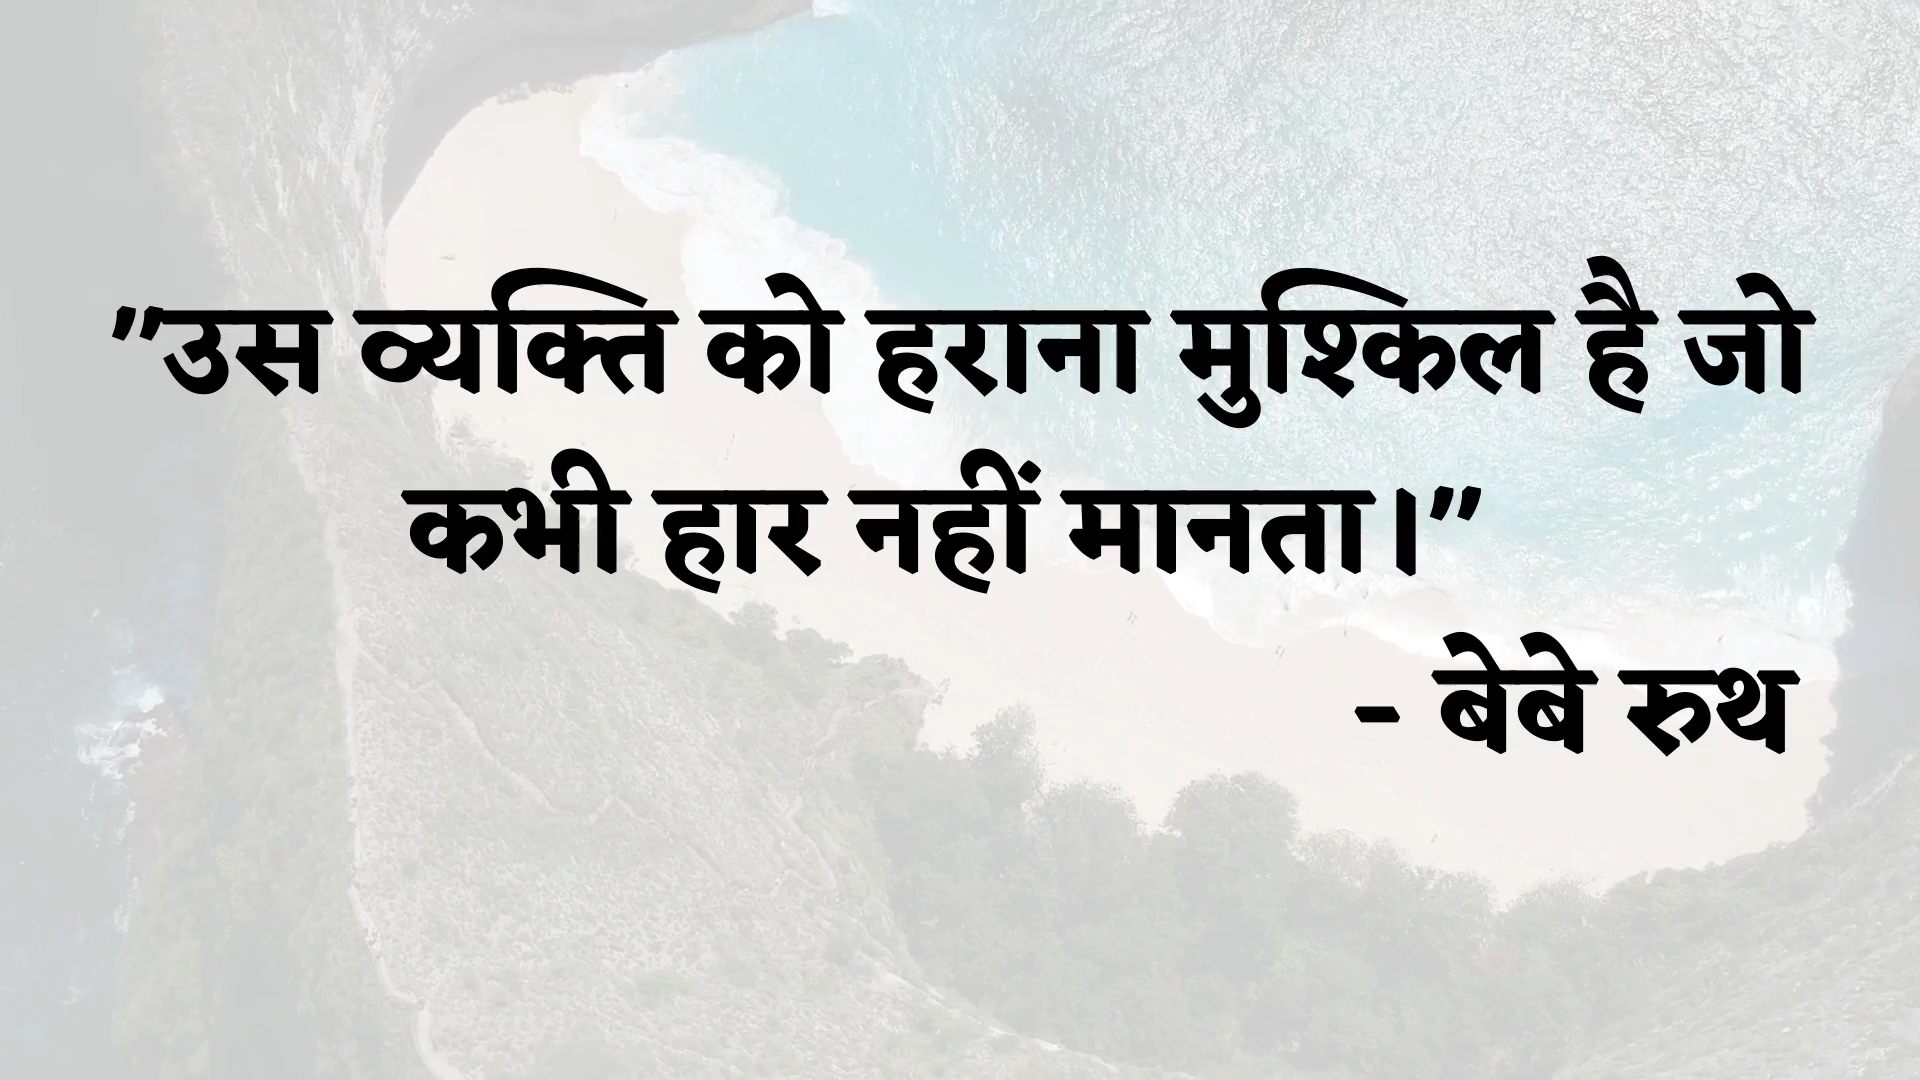 ”उस व्यक्ति को हराना मुश्किल है जो
कभी हार नहीं मानता।”
- बेबे रुथ